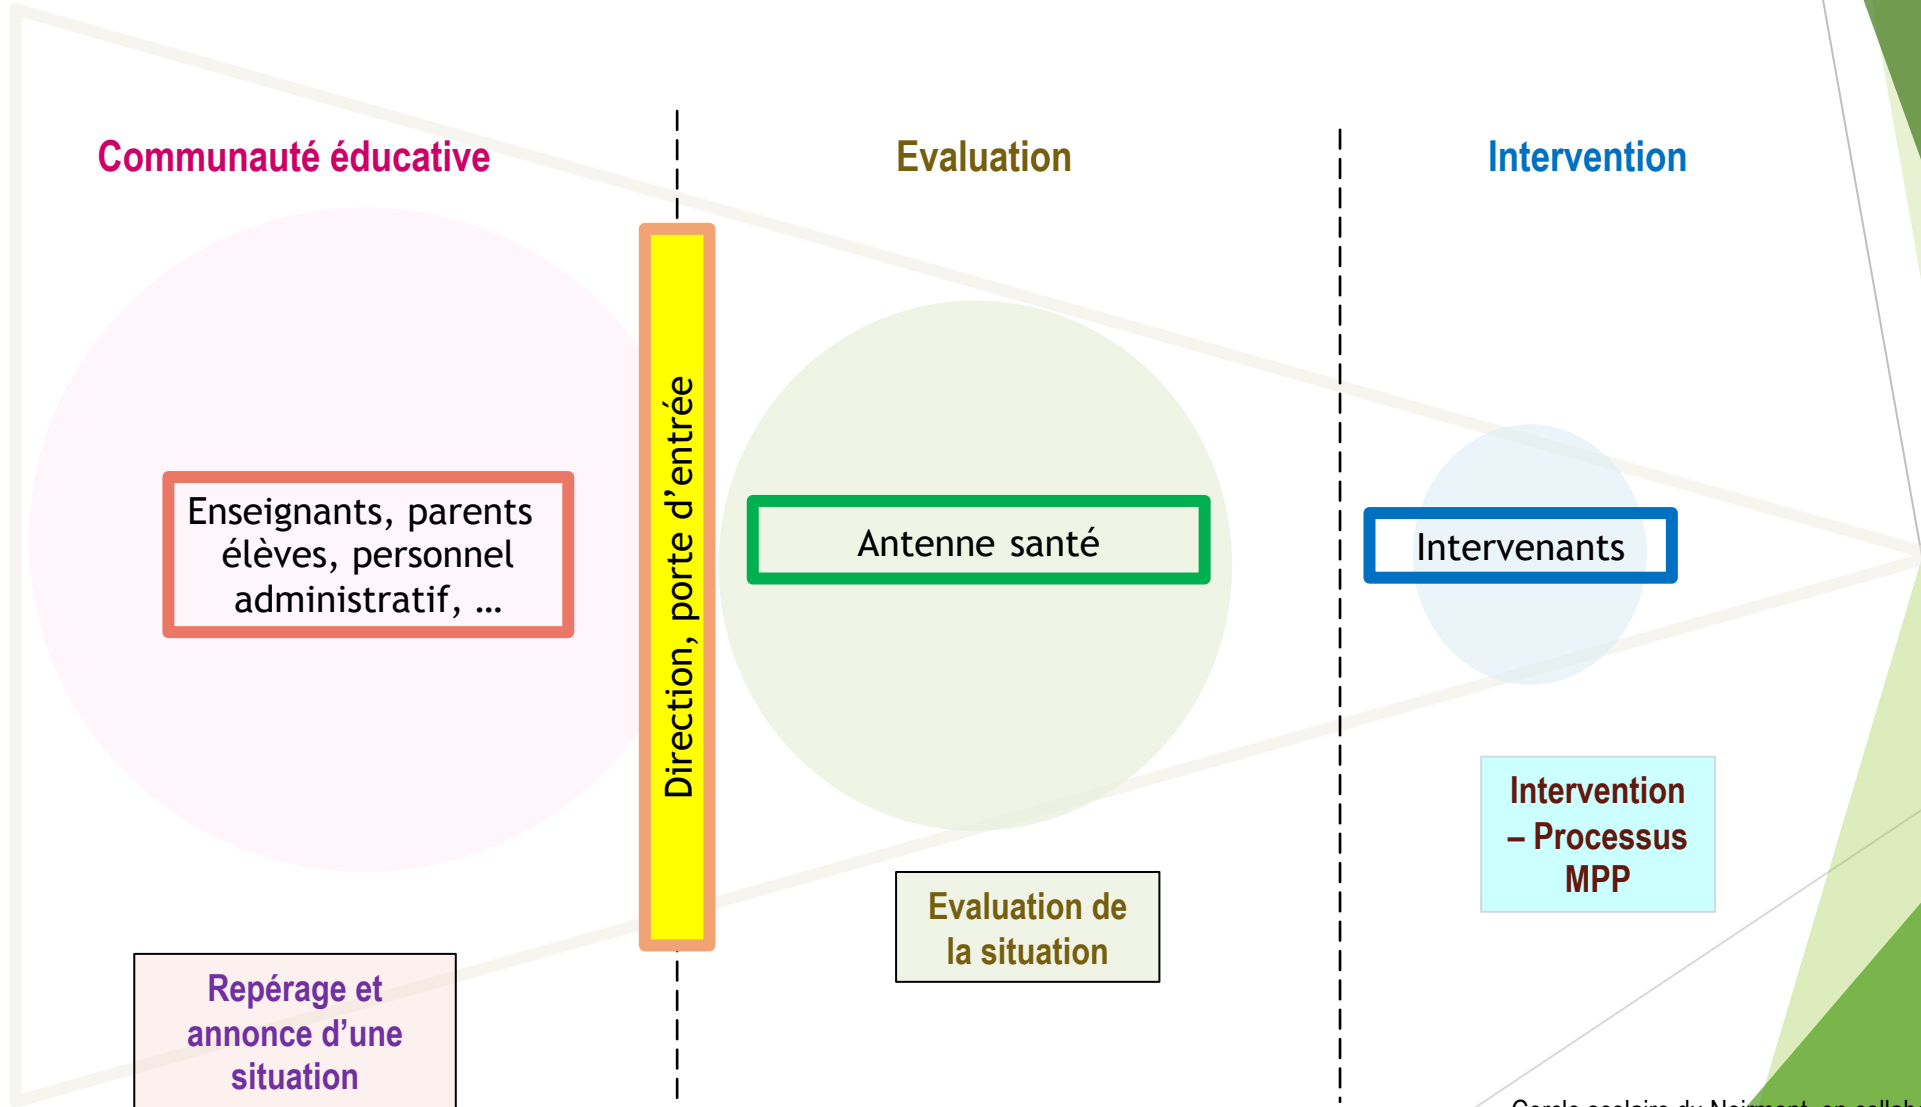 Communauté éducative
Evaluation
Intervention
Enseignants, parents
élèves, personnel
administratif, ...
Direction, porte d’entrée
Antenne santé
Intervenants
Repérage et
annonce d’une
situation
Evaluation de
la situation
Intervention
– Processus
MPP